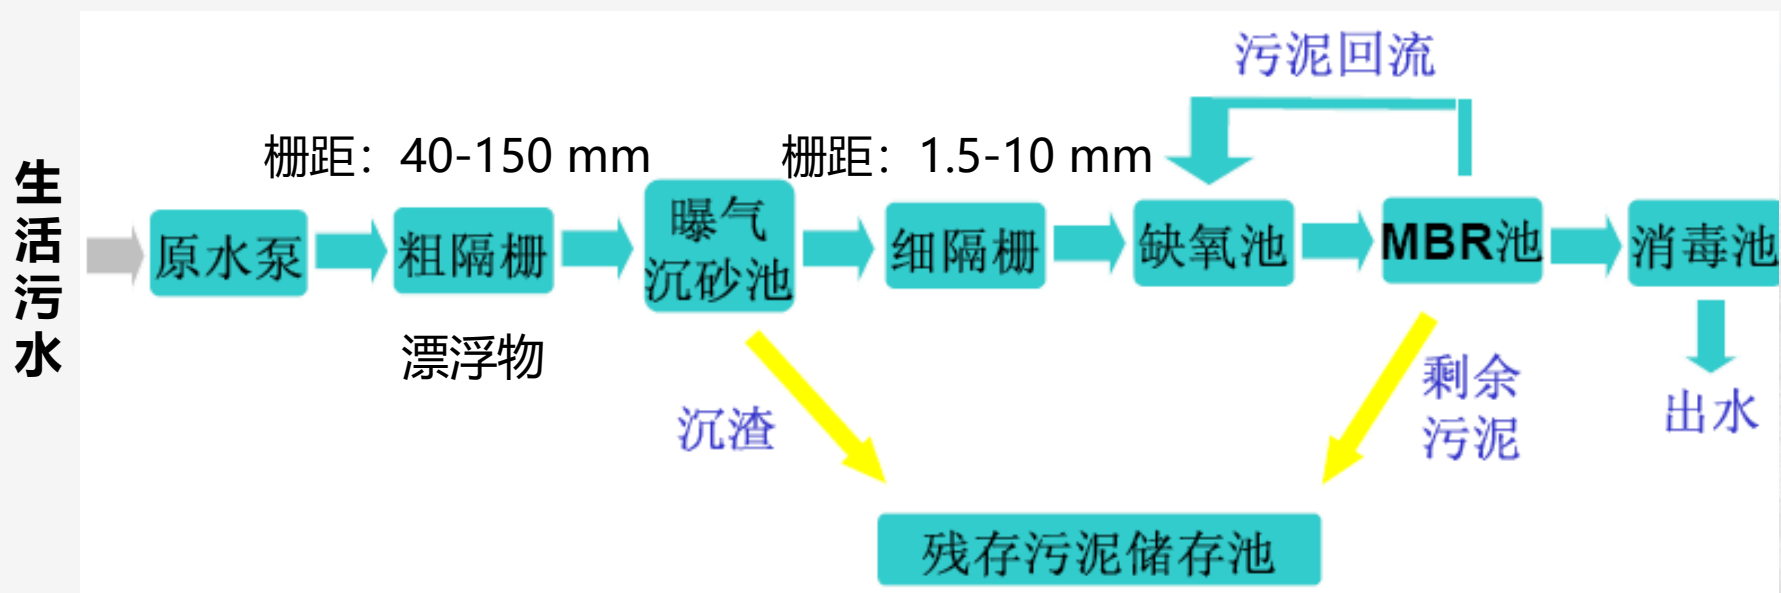 生活污水
污泥回流
栅距：40-150 mm
栅距：1.5-10 mm
原水泵
粗隔栅
曝气
沉砂池
细隔栅
缺氧池
MBR池
消毒池
漂浮物
沉渣
剩余
污泥
出水
残存污泥储存池